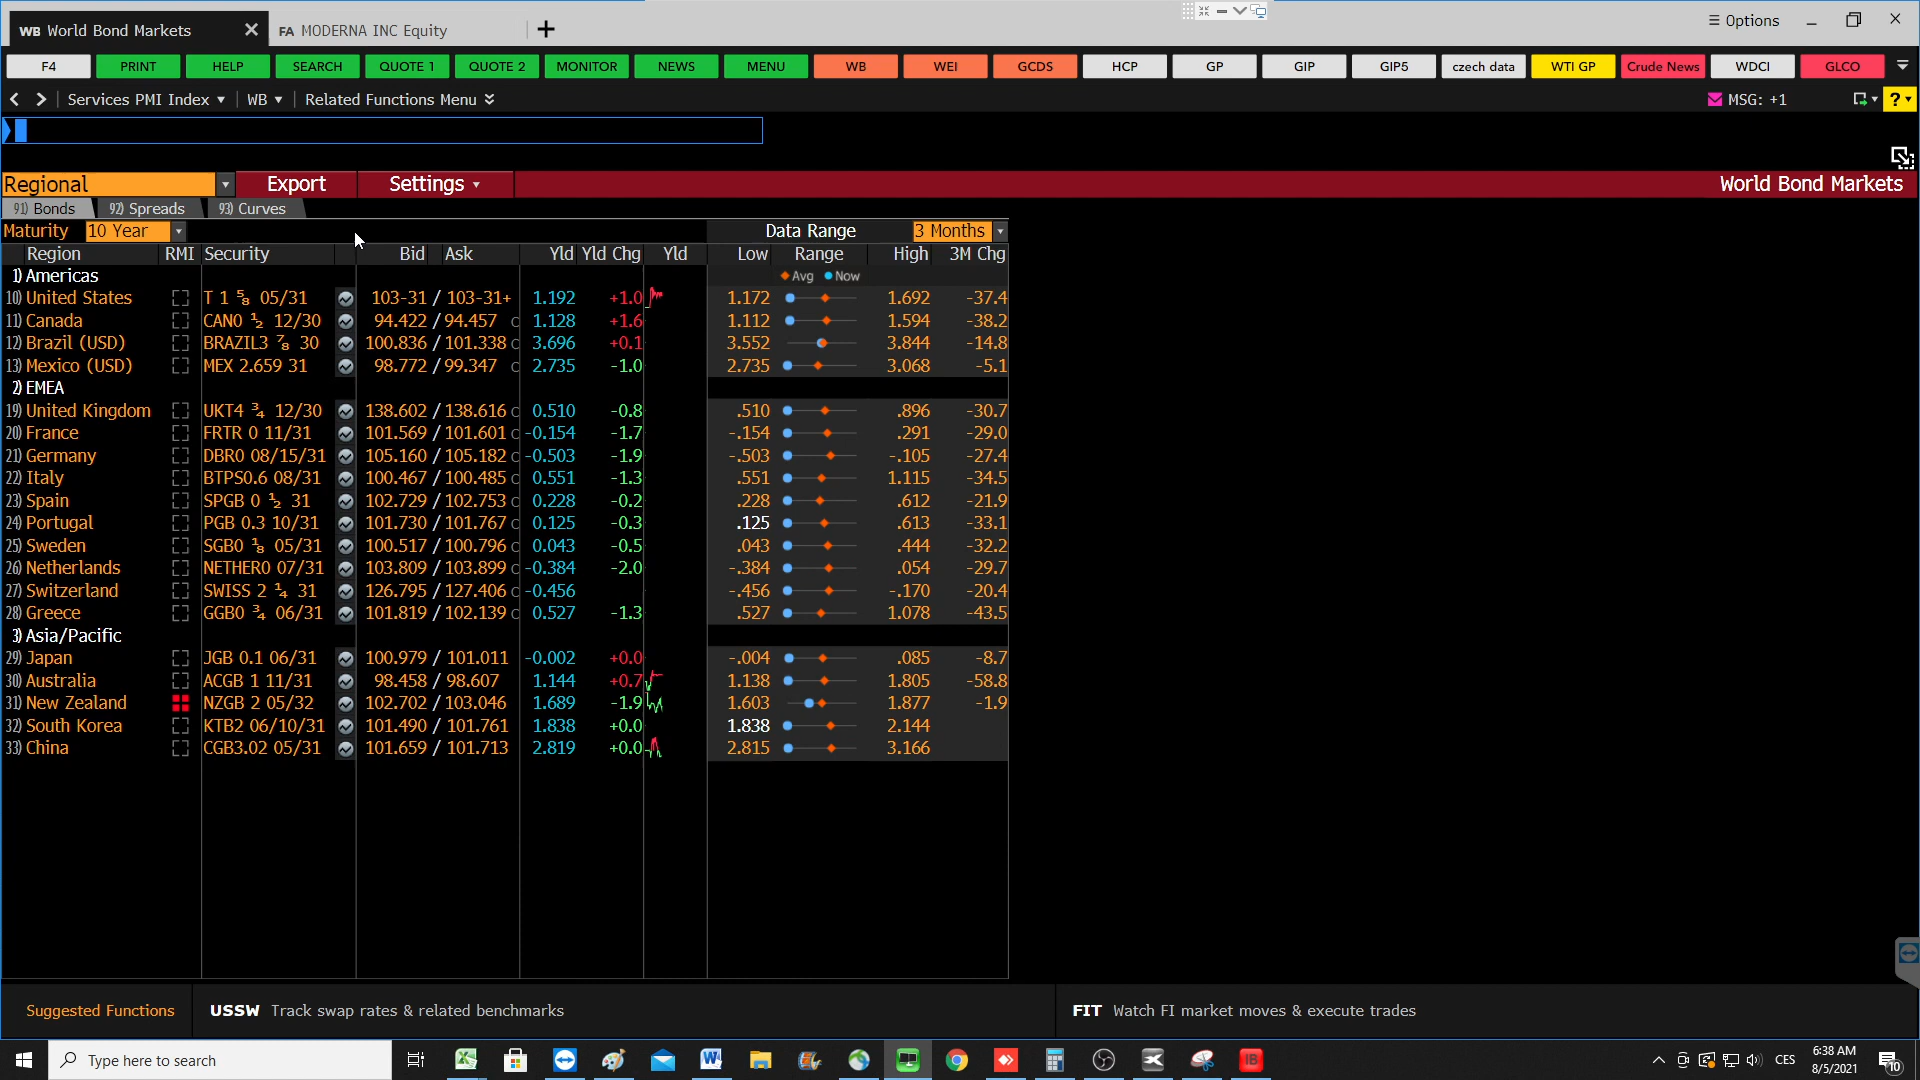 WB World Bond Markets FA MODERNA INC Equity Options
F4 PRINT HELP SEARCH QUOTE 1 QUOTE 2 MONITOR NEWS MENU WB WEI GCDS HCP GP GIP GIP5 czech data WTI GP Crude News WDCI GLCO
Services PMI Index WB Related Functions Menu MSG: +1 ?
Regional Export Settings World Bond Markets
91) Bonds 92) Spreads 93) Curves
Maturity 10 Year Data Range 3 Months
Region RMI Security Bid Ask Yld Yld Chg Yld Low Range High 3M Chg
1) Americas Avg Now
10) United States T 1 ⅝ 05/31 103-31 / 103-31+ 1.192 +1.0 1.172 1.692 -37.4
11) Canada CAN0 ½ 12/30 94.422 / 94.457 C 1.128 +1.6 1.112 1.594 -38.2
12) Brazil (USD) BRAZIL3 ⅞ 30 100.836 / 101.338 C 3.696 +0.1 3.552 3.844 -14.8
13) Mexico (USD) MEX 2.659 31 98.772 / 99.347 C 2.735 -1.0 2.735 3.068 -5.1
2) EMEA
19) United Kingdom UKT4 ¾ 12/30 138.602 / 138.616 C 0.510 -0.8 .510 .896 -30.7
20) France FRTR 0 11/31 101.569 / 101.601 C -0.154 -1.7 -.154 .291 -29.0
21) Germany DBR0 08/15/31 105.160 / 105.182 C -0.503 -1.9 -.503 -.105 -27.4
22) Italy BTPS0.6 08/31 100.467 / 100.485 C 0.551 -1.3 .551 1.115 -34.5
23) Spain SPGB 0 ½ 31 102.729 / 102.753 C 0.228 -0.2 .228 .612 -21.9
24) Portugal PGB 0.3 10/31 101.730 / 101.767 C 0.125 -0.3 .125 .613 -33.1
25) Sweden SGB0 ⅛ 05/31 100.517 / 100.796 C 0.043 -0.5 .043 .444 -32.2
26) Netherlands NETHER0 07/31 103.809 / 103.899 C -0.384 -2.0 -.384 .054 -29.7
27) Switzerland SWISS 2 ¼ 31 126.795 / 127.406 C -0.456 -.456 -.170 -20.4
28) Greece GGB0 ¾ 06/31 101.819 / 102.139 C 0.527 -1.3 .527 1.078 -43.5
3) Asia/Pacific
29) Japan JGB 0.1 06/31 100.979 / 101.011 -0.002 +0.0 -.004 .085 -8.7
30) Australia ACGB 1 11/31 98.458 / 98.607 1.144 +0.7 1.138 1.805 -58.8
31) New Zealand NZGB 2 05/32 102.702 / 103.046 1.689 -1.9 1.603 1.877 -1.9
32) South Korea KTB2 06/10/31 101.490 / 101.761 1.838 +0.0 1.838 2.144
33) China CGB3.02 05/31 101.659 / 101.713 2.819 +0.0 2.815 3.166
Suggested Functions USSW Track swap rates & related benchmarks FIT Watch FI market moves & execute trades
Type here to search CES 6:38 AM
8/5/2021 10